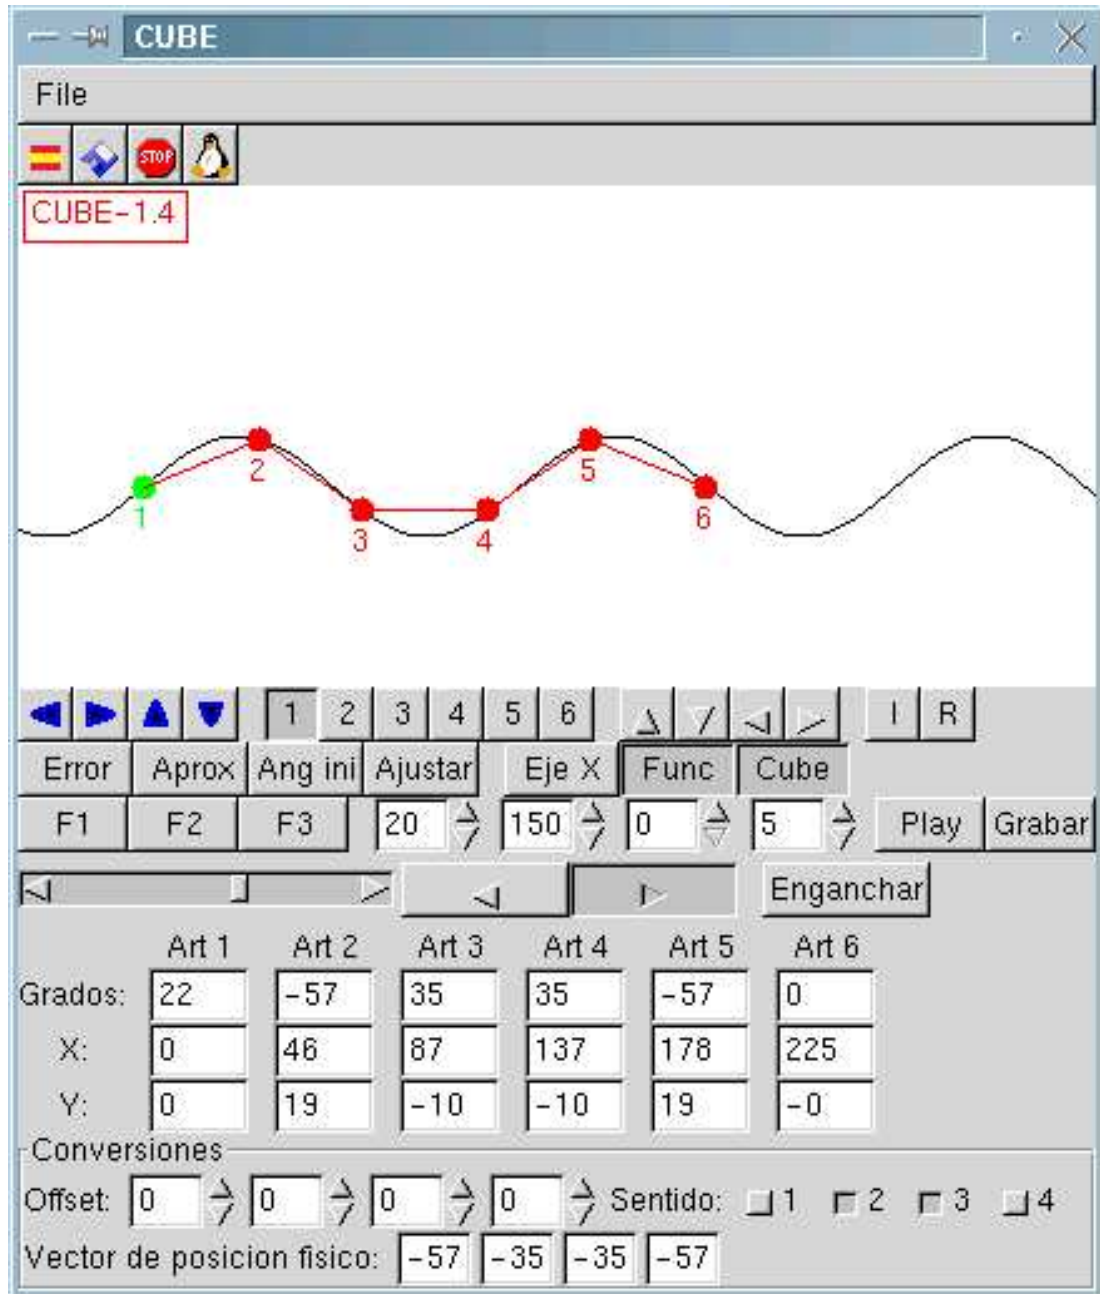 CUBE
File
STOP
CUBE-1.4
1 2 3 4 5 6
1 2 3 4 5 6 I R
Error Aprox Ang ini Ajustar Eje X Func Cube
F1 F2 F3 20 150 0 5 Play Grabar
Enganchar
Art 1 Art 2 Art 3 Art 4 Art 5 Art 6
Grados: 22 -57 35 35 -57 0
X: 0 46 87 137 178 225
Y: 0 19 -10 -10 19 -0
Conversiones
Offset: 0 0 0 0 Sentido: 1 2 3 4
Vector de posicion fisico: -57 -35 -35 -57